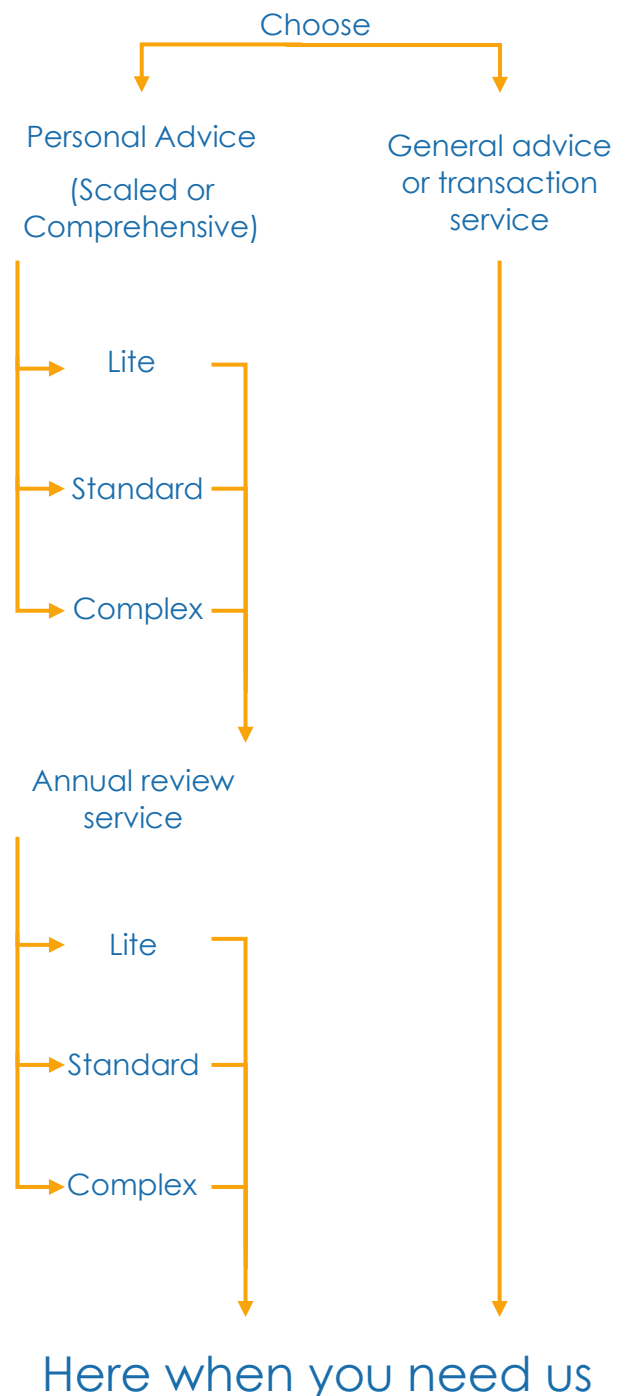 Choose
Personal Advice
(Scaled or
Comprehensive)
General advice
or transaction
service
Lite
Standard
Complex
Annual review
service
Lite
Standard
Complex
Here when you need us